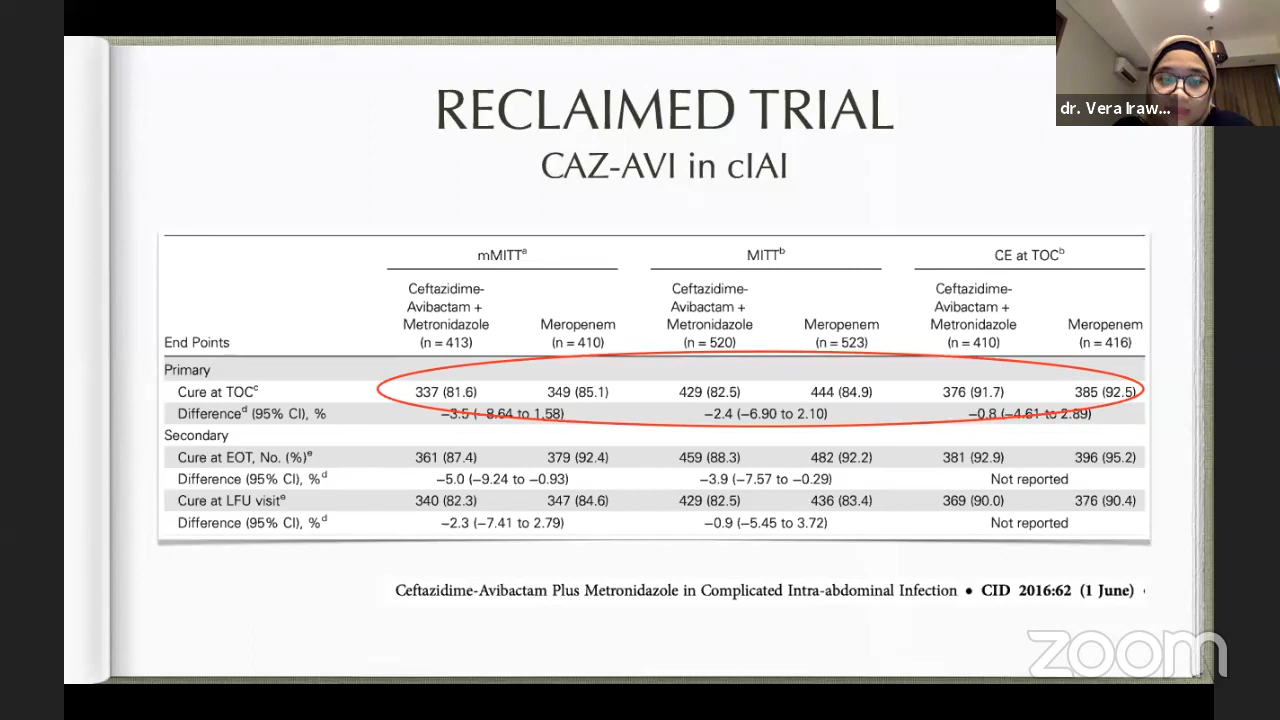 RECLAIMED TRIAL
CAZ-AVI in cIAI
dr. Vera Iraw...
mMITTa MITTb CE at TOCb
Ceftazidime- Ceftazidime- Ceftazidime-
Avibactam + Avibactam + Avibactam +
Metronidazole Meropenem Metronidazole Meropenem Metronidazole Meropenem
End Points (n = 413) (n = 410) (n = 520) (n = 523) (n = 410) (n = 416)
Primary
Cure at TOCc 337 (81.6) 349 (85.1) 429 (82.5) 444 (84.9) 376 (91.7) 385 (92.5)
Differenced (95% CI), % −3.5 (−8.64 to 1.58) −2.4 (−6.90 to 2.10) −0.8 (−4.61 to 2.89)
Secondary
Cure at EOT, No. (%)e 361 (87.4) 379 (92.4) 459 (88.3) 482 (92.2) 381 (92.9) 396 (95.2)
Difference (95% CI), %d −5.0 (−9.24 to −0.93) −3.9 (−7.57 to −0.29) Not reported
Cure at LFU visite 340 (82.3) 347 (84.6) 429 (82.5) 436 (83.4) 369 (90.0) 376 (90.4)
Difference (95% CI), %d −2.3 (−7.41 to 2.79) −0.9 (−5.45 to 3.72) Not reported
Ceftazidime-Avibactam Plus Metronidazole in Complicated Intra-abdominal Infection • CID 2016:62 (1 June) •
zoom